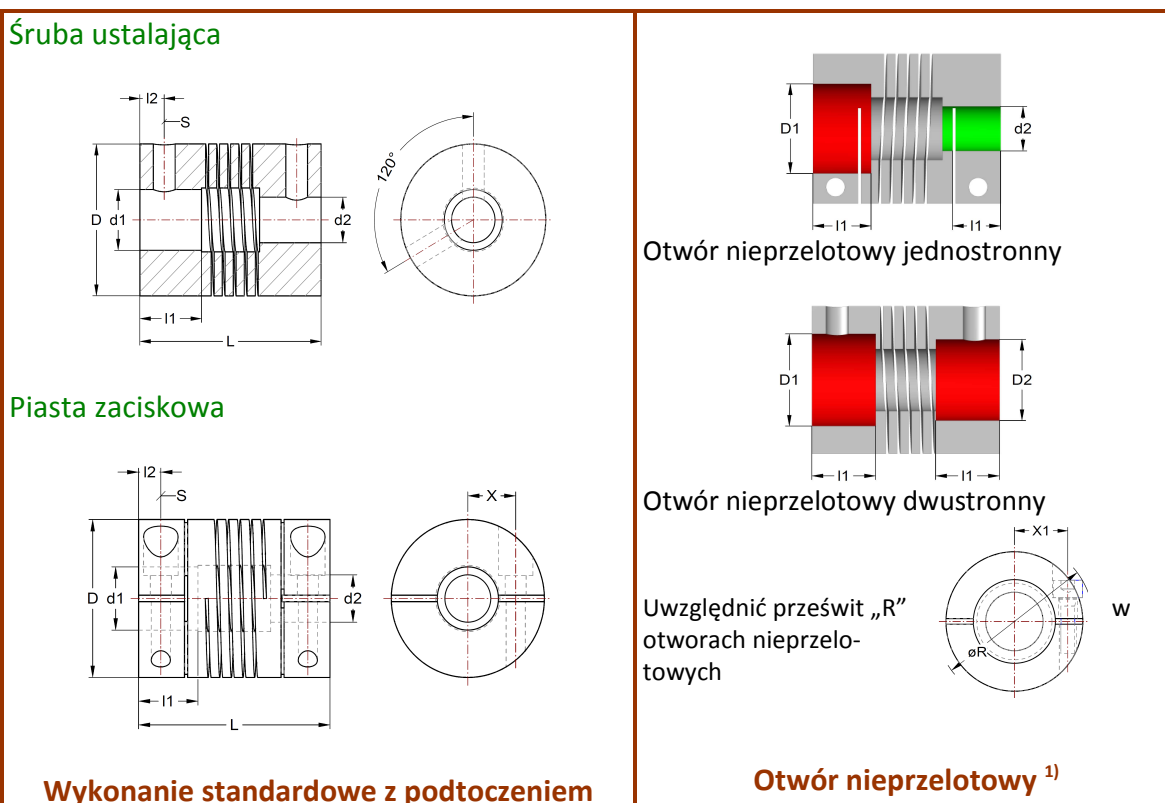 Śruba ustalająca
l2
S
120°
D
d1
d2
l1
L
Piasta zaciskowa
l2
S
X
D
d1
d2
l1
L
Wykonanie standardowe z podtoczeniem
D1
d2
l1
l1
Otwór nieprzelotowy jednostronny
D1
D2
l1
l1
Otwór nieprzelotowy dwustronny
X1
Uwzględnić prześwit „R” w
otworach nieprzelo-
towych
øR
Otwór nieprzelotowy 1)